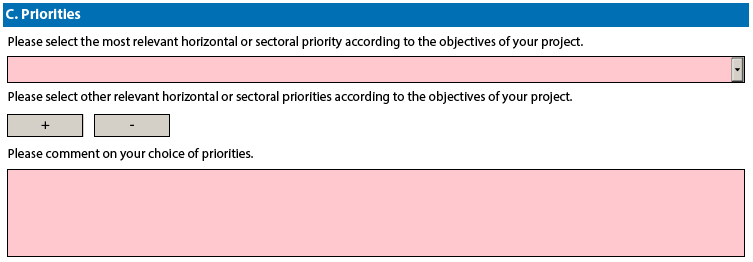 C. Priorities
Please select the most relevant horizontal or sectoral priority according to the objectives of your project.
Please select other relevant horizontal or sectoral priorities according to the objectives of your project.
+ -
Please comment on your choice of priorities.